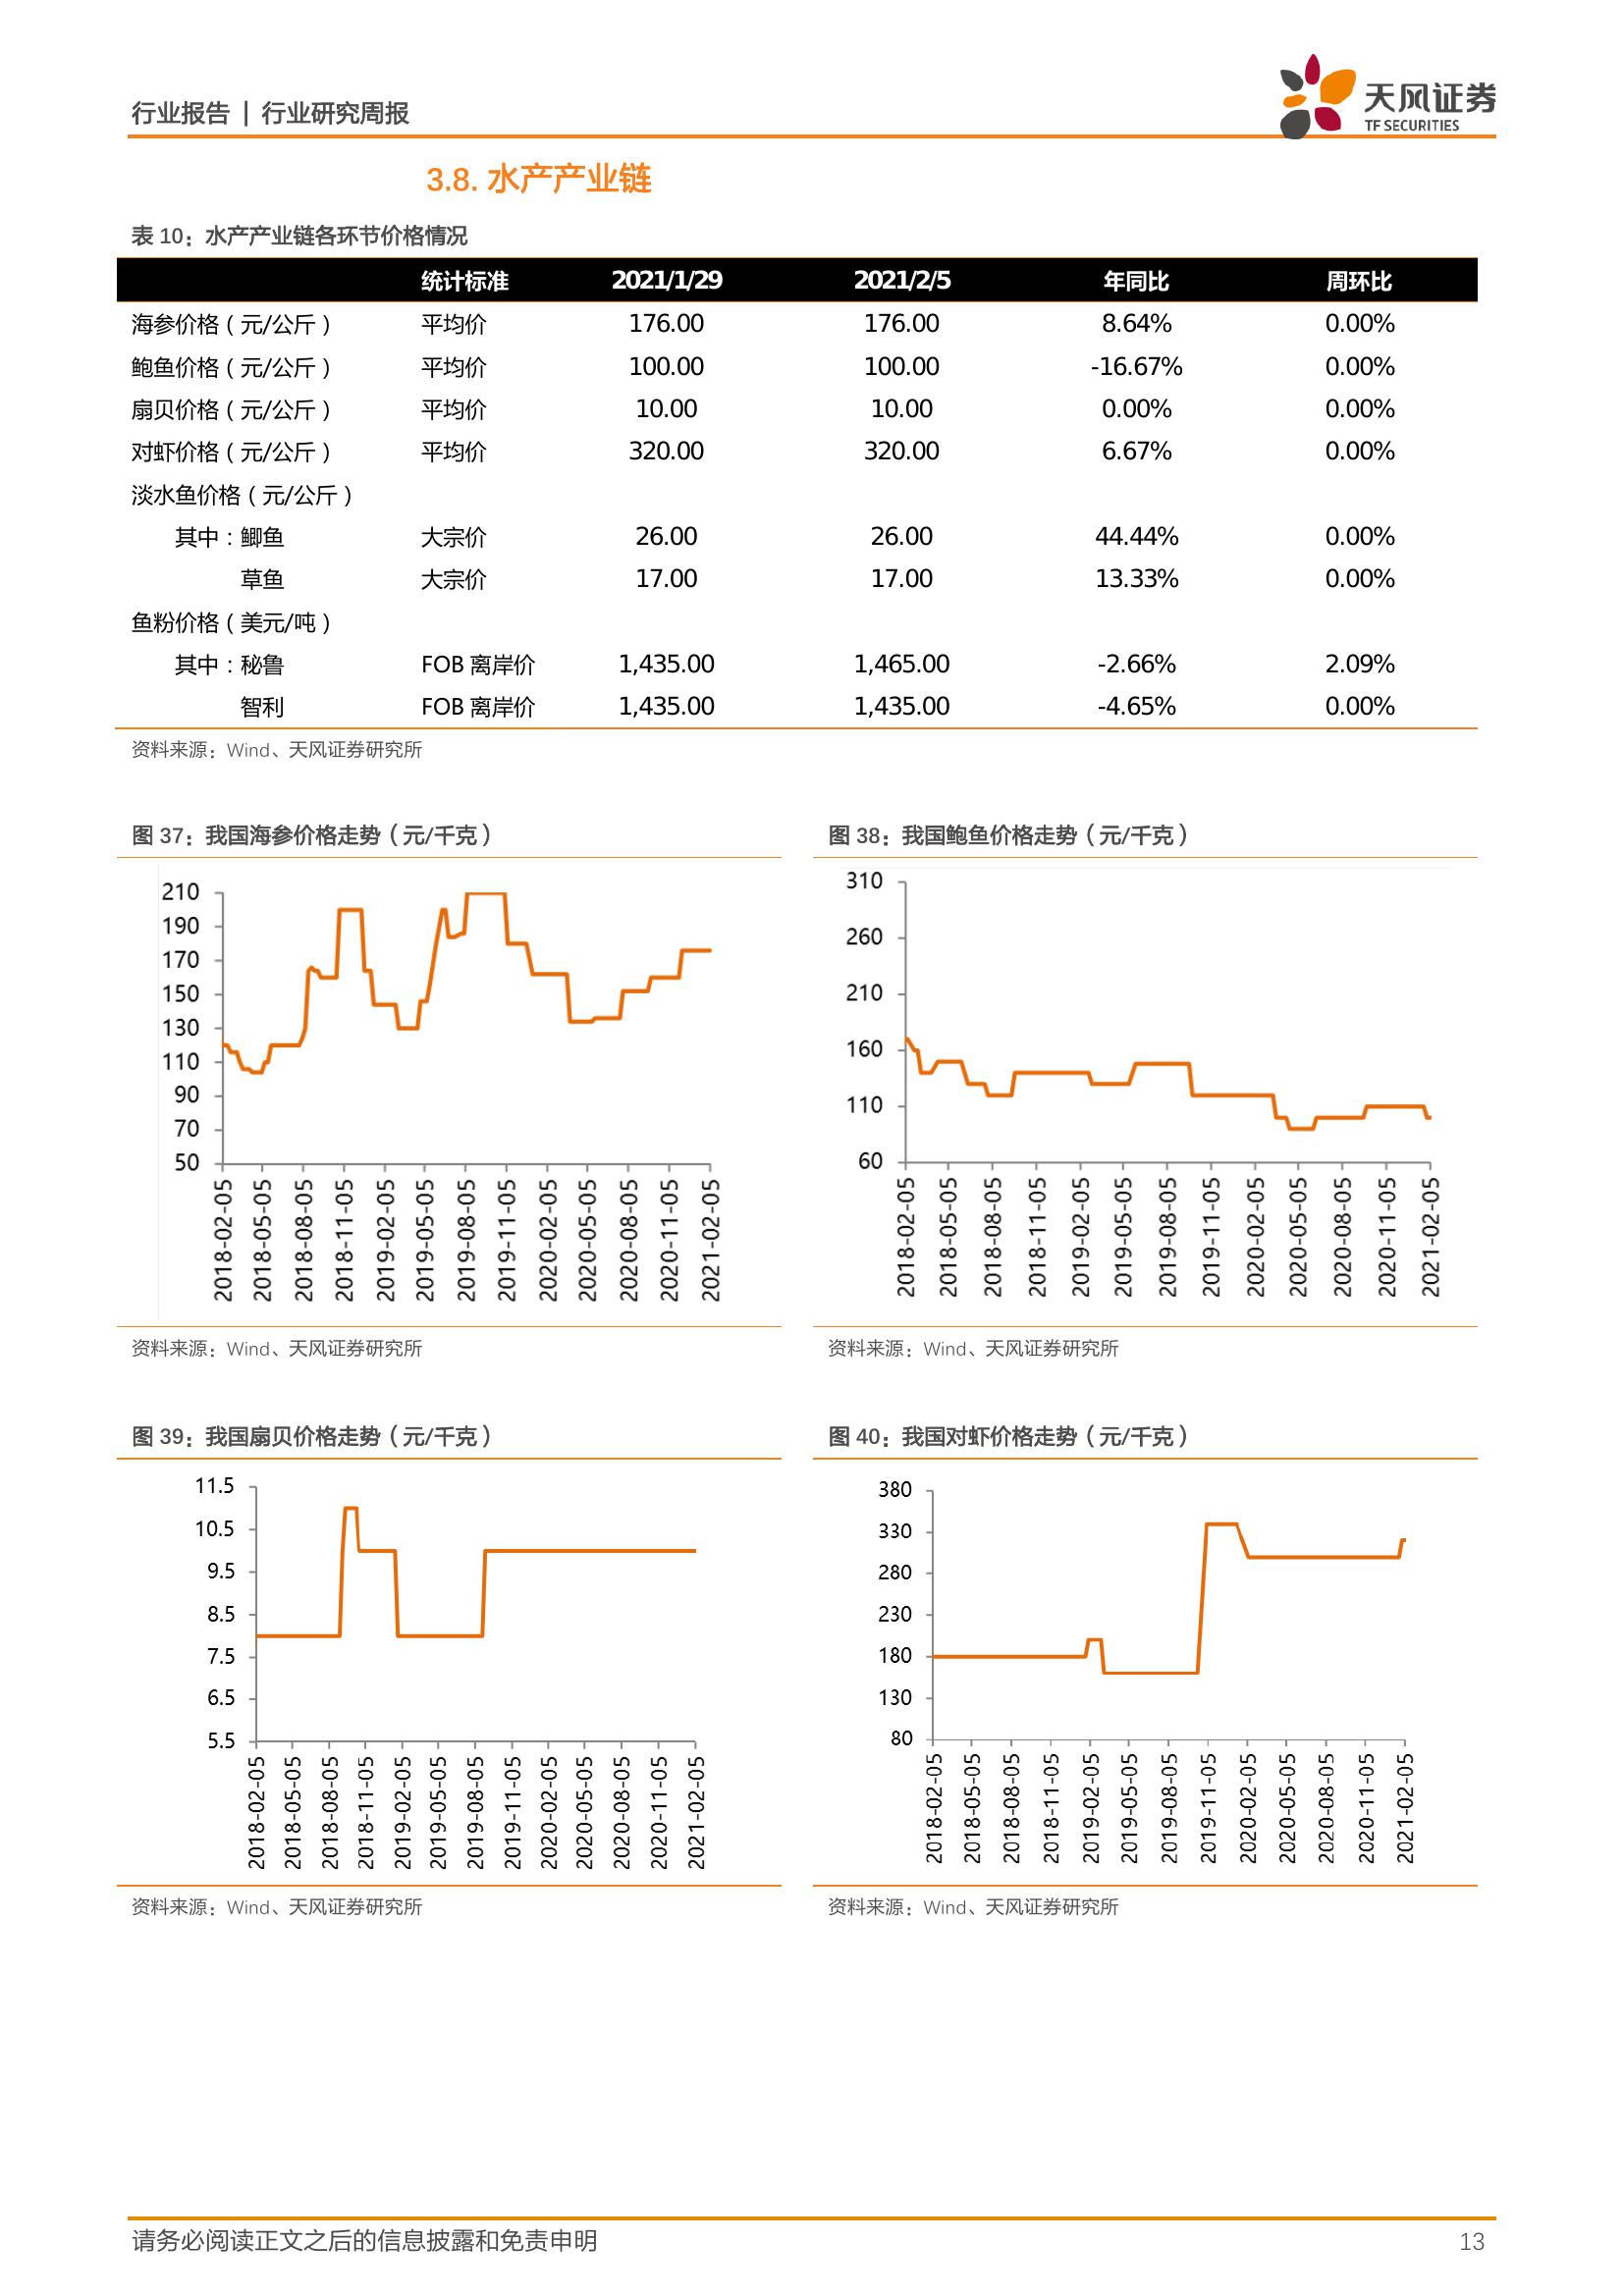 行业报告 | 行业研究周报
天风证券
TF SECURITIES
3.8. 水产产业链
表 10：水产产业链各环节价格情况
统计标准 2021/1/29 2021/2/5 年同比 周环比
海参价格（元/公斤） 平均价 176.00 176.00 8.64% 0.00%
鲍鱼价格（元/公斤） 平均价 100.00 100.00 -16.67% 0.00%
扇贝价格（元/公斤） 平均价 10.00 10.00 0.00% 0.00%
对虾价格（元/公斤） 平均价 320.00 320.00 6.67% 0.00%
淡水鱼价格（元/公斤）
其中：鲫鱼 大宗价 26.00 26.00 44.44% 0.00%
草鱼 大宗价 17.00 17.00 13.33% 0.00%
鱼粉价格（美元/吨）
其中：秘鲁 FOB 离岸价 1,435.00 1,465.00 -2.66% 2.09%
智利 FOB 离岸价 1,435.00 1,435.00 -4.65% 0.00%
资料来源：Wind、天风证券研究所
图 37：我国海参价格走势（元/千克）
210
190
170
150
130
110
90
70
50
2018-02-05 2018-05-05 2018-08-05 2018-11-05 2019-02-05 2019-05-05 2019-08-05 2019-11-05 2020-02-05 2020-05-05 2020-08-05 2020-11-05 2021-02-05
资料来源：Wind、天风证券研究所
图 38：我国鲍鱼价格走势（元/千克）
310
260
210
160
110
60
2018-02-05 2018-05-05 2018-08-05 2018-11-05 2019-02-05 2019-05-05 2019-08-05 2019-11-05 2020-02-05 2020-05-05 2020-08-05 2020-11-05 2021-02-05
资料来源：Wind、天风证券研究所
图 39：我国扇贝价格走势（元/千克）
11.5
10.5
9.5
8.5
7.5
6.5
5.5
2018-02-05 2018-05-05 2018-08-05 2018-11-05 2019-02-05 2019-05-05 2019-08-05 2019-11-05 2020-02-05 2020-05-05 2020-08-05 2020-11-05 2021-02-05
资料来源：Wind、天风证券研究所
图 40：我国对虾价格走势（元/千克）
380
330
280
230
180
130
80
2018-02-05 2018-05-05 2018-08-05 2018-11-05 2019-02-05 2019-05-05 2019-08-05 2019-11-05 2020-02-05 2020-05-05 2020-08-05 2020-11-05 2021-02-05
资料来源：Wind、天风证券研究所
请务必阅读正文之后的信息披露和免责申明 13